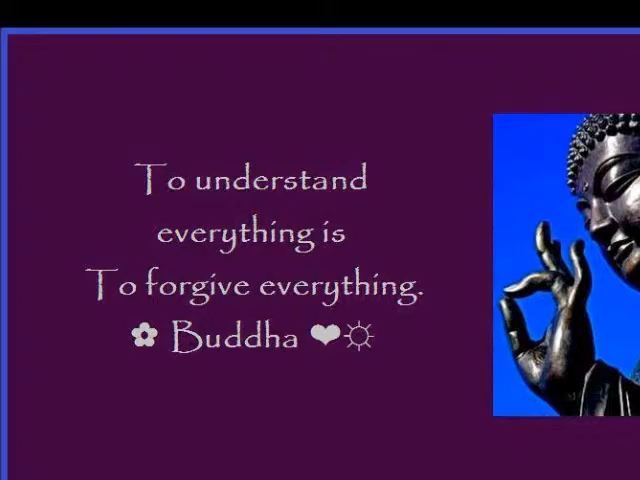 To understand
everything is
To forgive everything.
✿ Buddha ❤☼